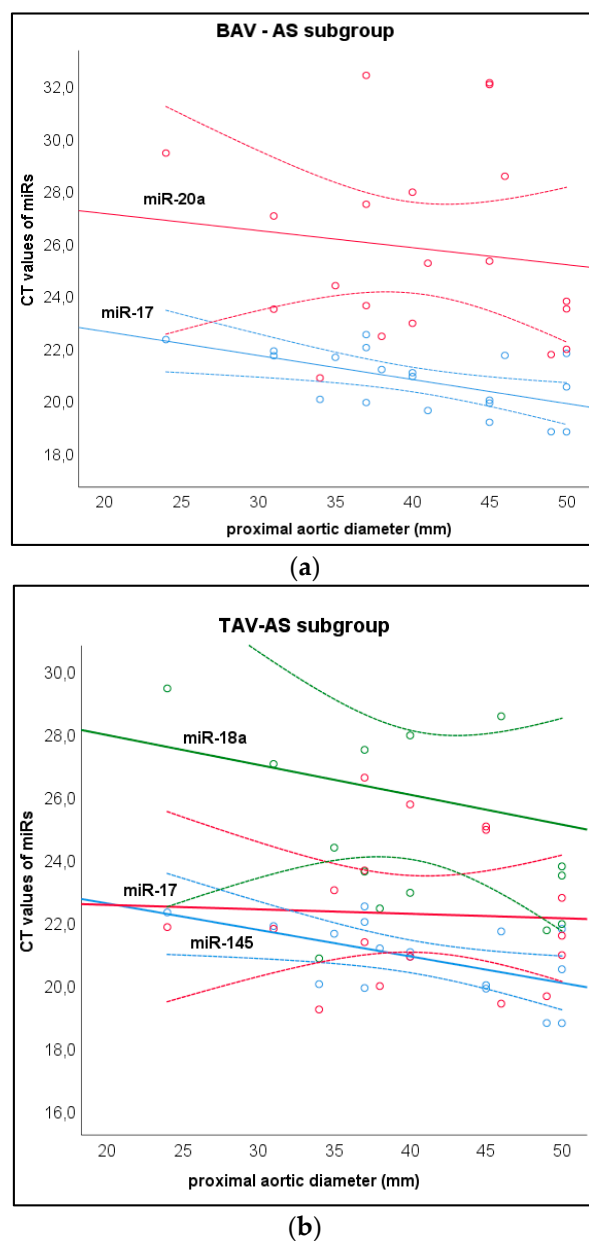 BAV - AS subgroup
CT values of miRs
32,0
30,0
28,0
26,0
24,0
22,0
20,0
18,0
miR-20a
miR-17
20 25 30 35 40 45 50
proximal aortic diameter (mm)
(a)
TAV-AS subgroup
CT values of miRs
30,0
28,0
26,0
24,0
22,0
20,0
18,0
16,0
miR-18a
miR-17
miR-145
20 25 30 35 40 45 50
proximal aortic diameter (mm)
(b)